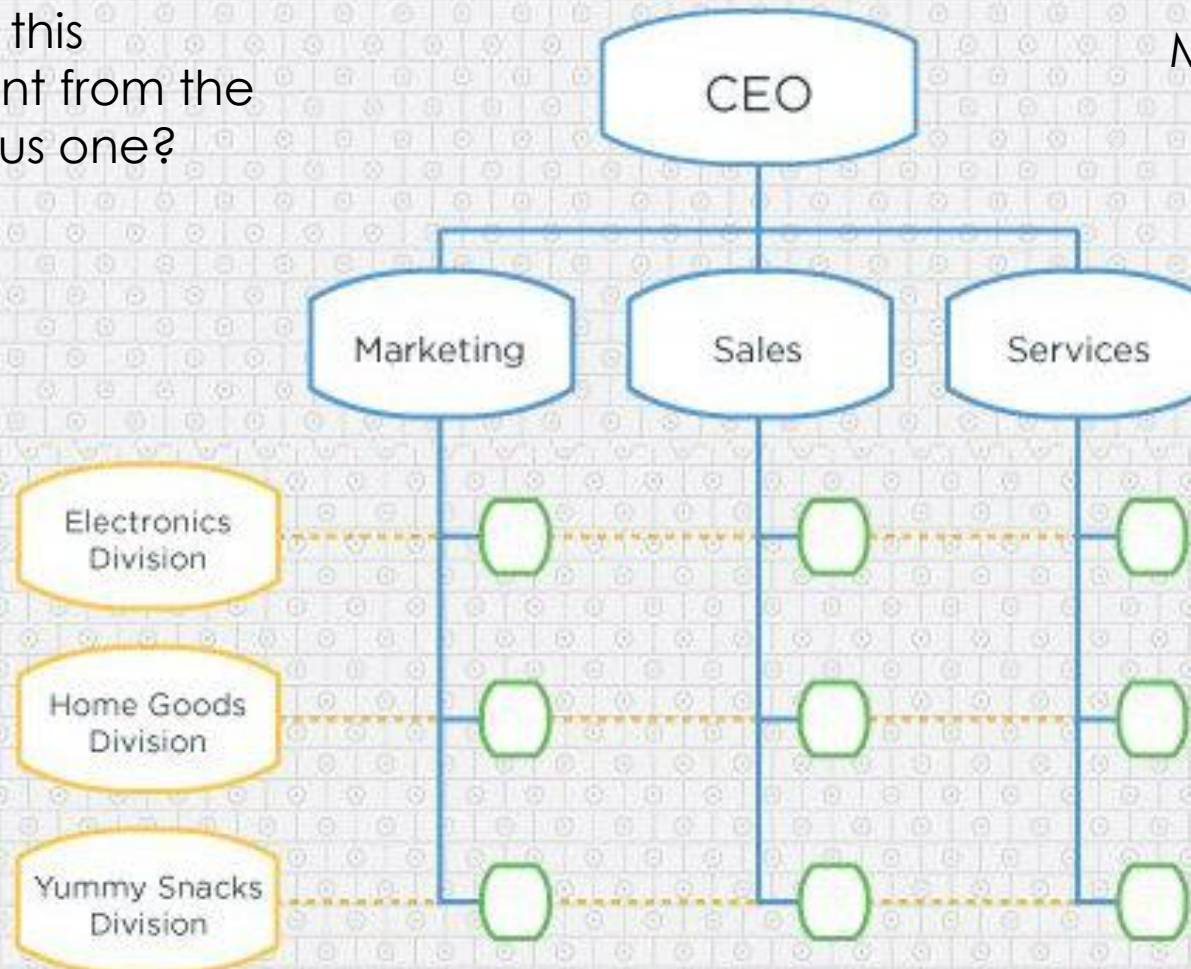 this
nt from the
us one?
M
CEO
Marketing
Sales
Services
Electronics
Division
Home Goods
Division
Yummy Snacks
Division